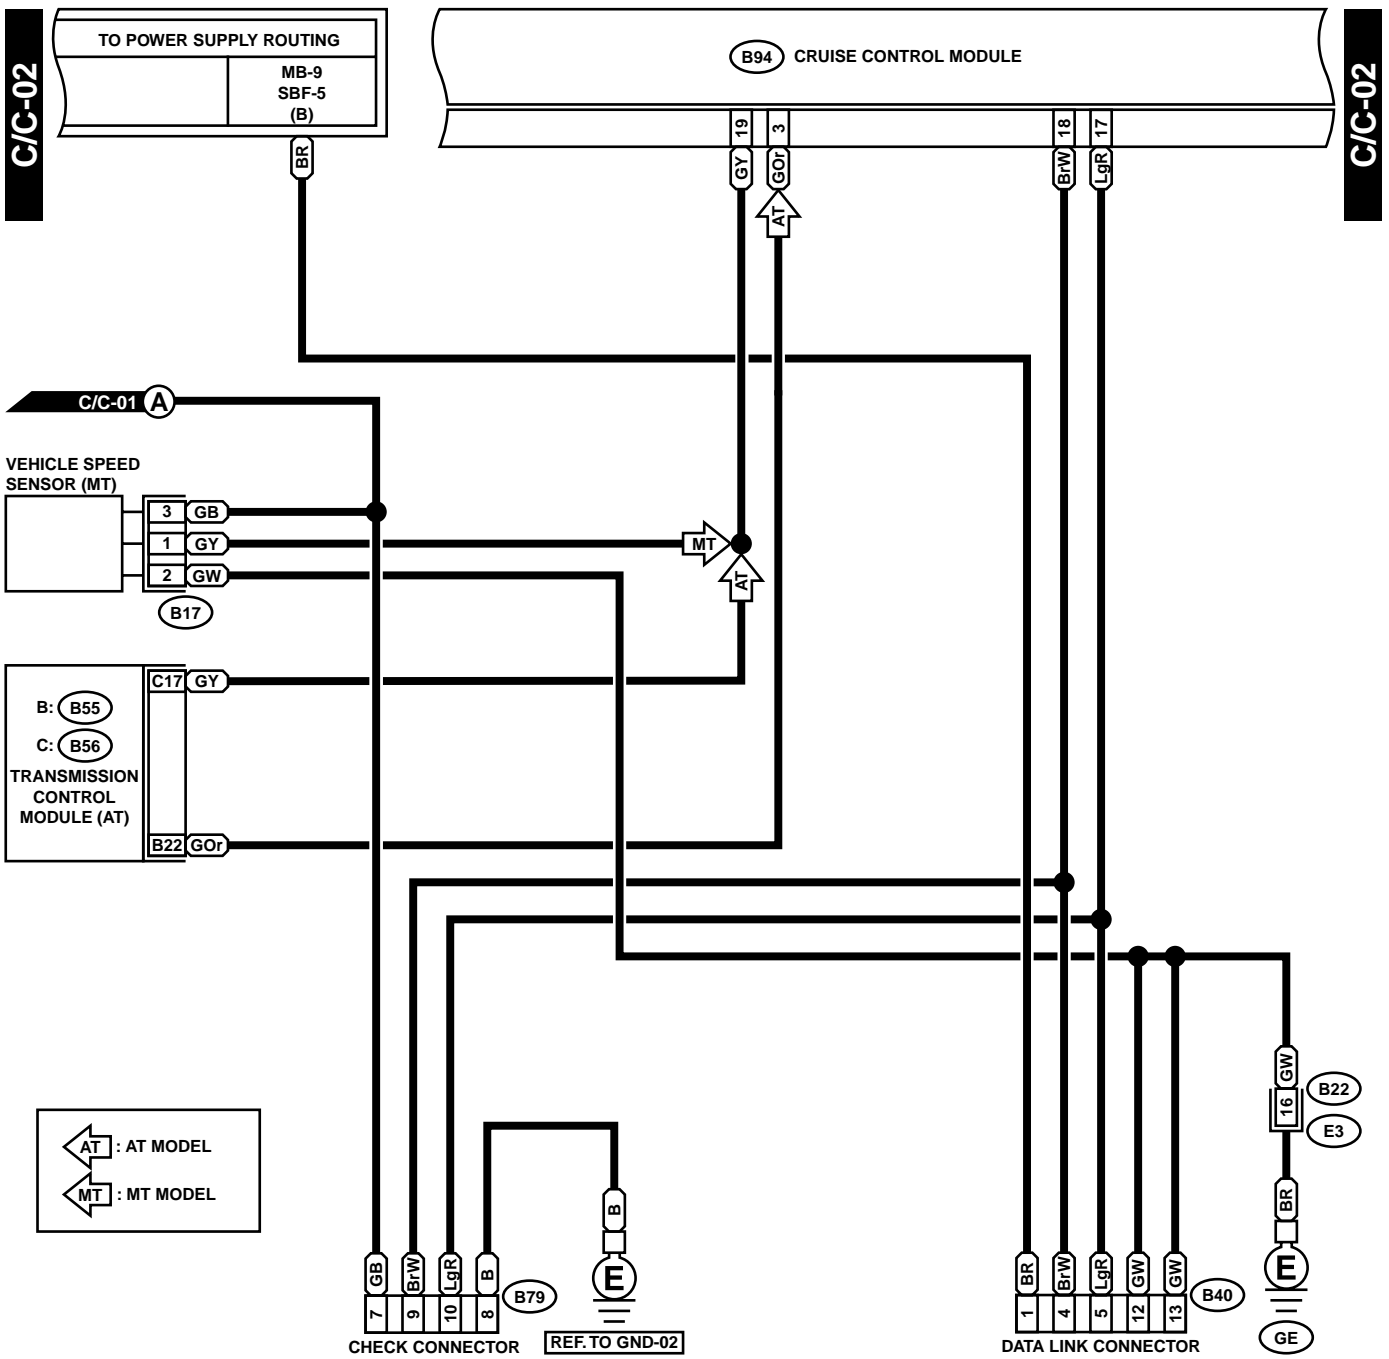 C/C-02
TO POWER SUPPLY ROUTING
MB-9
SBF-5
(B)
BR
B94 CRUISE CONTROL MODULE
19 3 18 17
GY GOr BrW LgR
C/C-02
AT
C/C-01 A
VEHICLE SPEED
SENSOR (MT)
3 GB
1 GY
MT
2 GW
AT
B17
C17 GY
B: B55
C: B56
TRANSMISSION
CONTROL
MODULE (AT)
B22 GOr
AT : AT MODEL
MT : MT MODEL
GW
16
B22
E3
BR
E
GE
B
E
REF. TO GND-02
GB BrW LgR B
7 9 10 8
B79
CHECK CONNECTOR
BR BrW LgR GW GW
1 4 5 12 13
B40
DATA LINK CONNECTOR